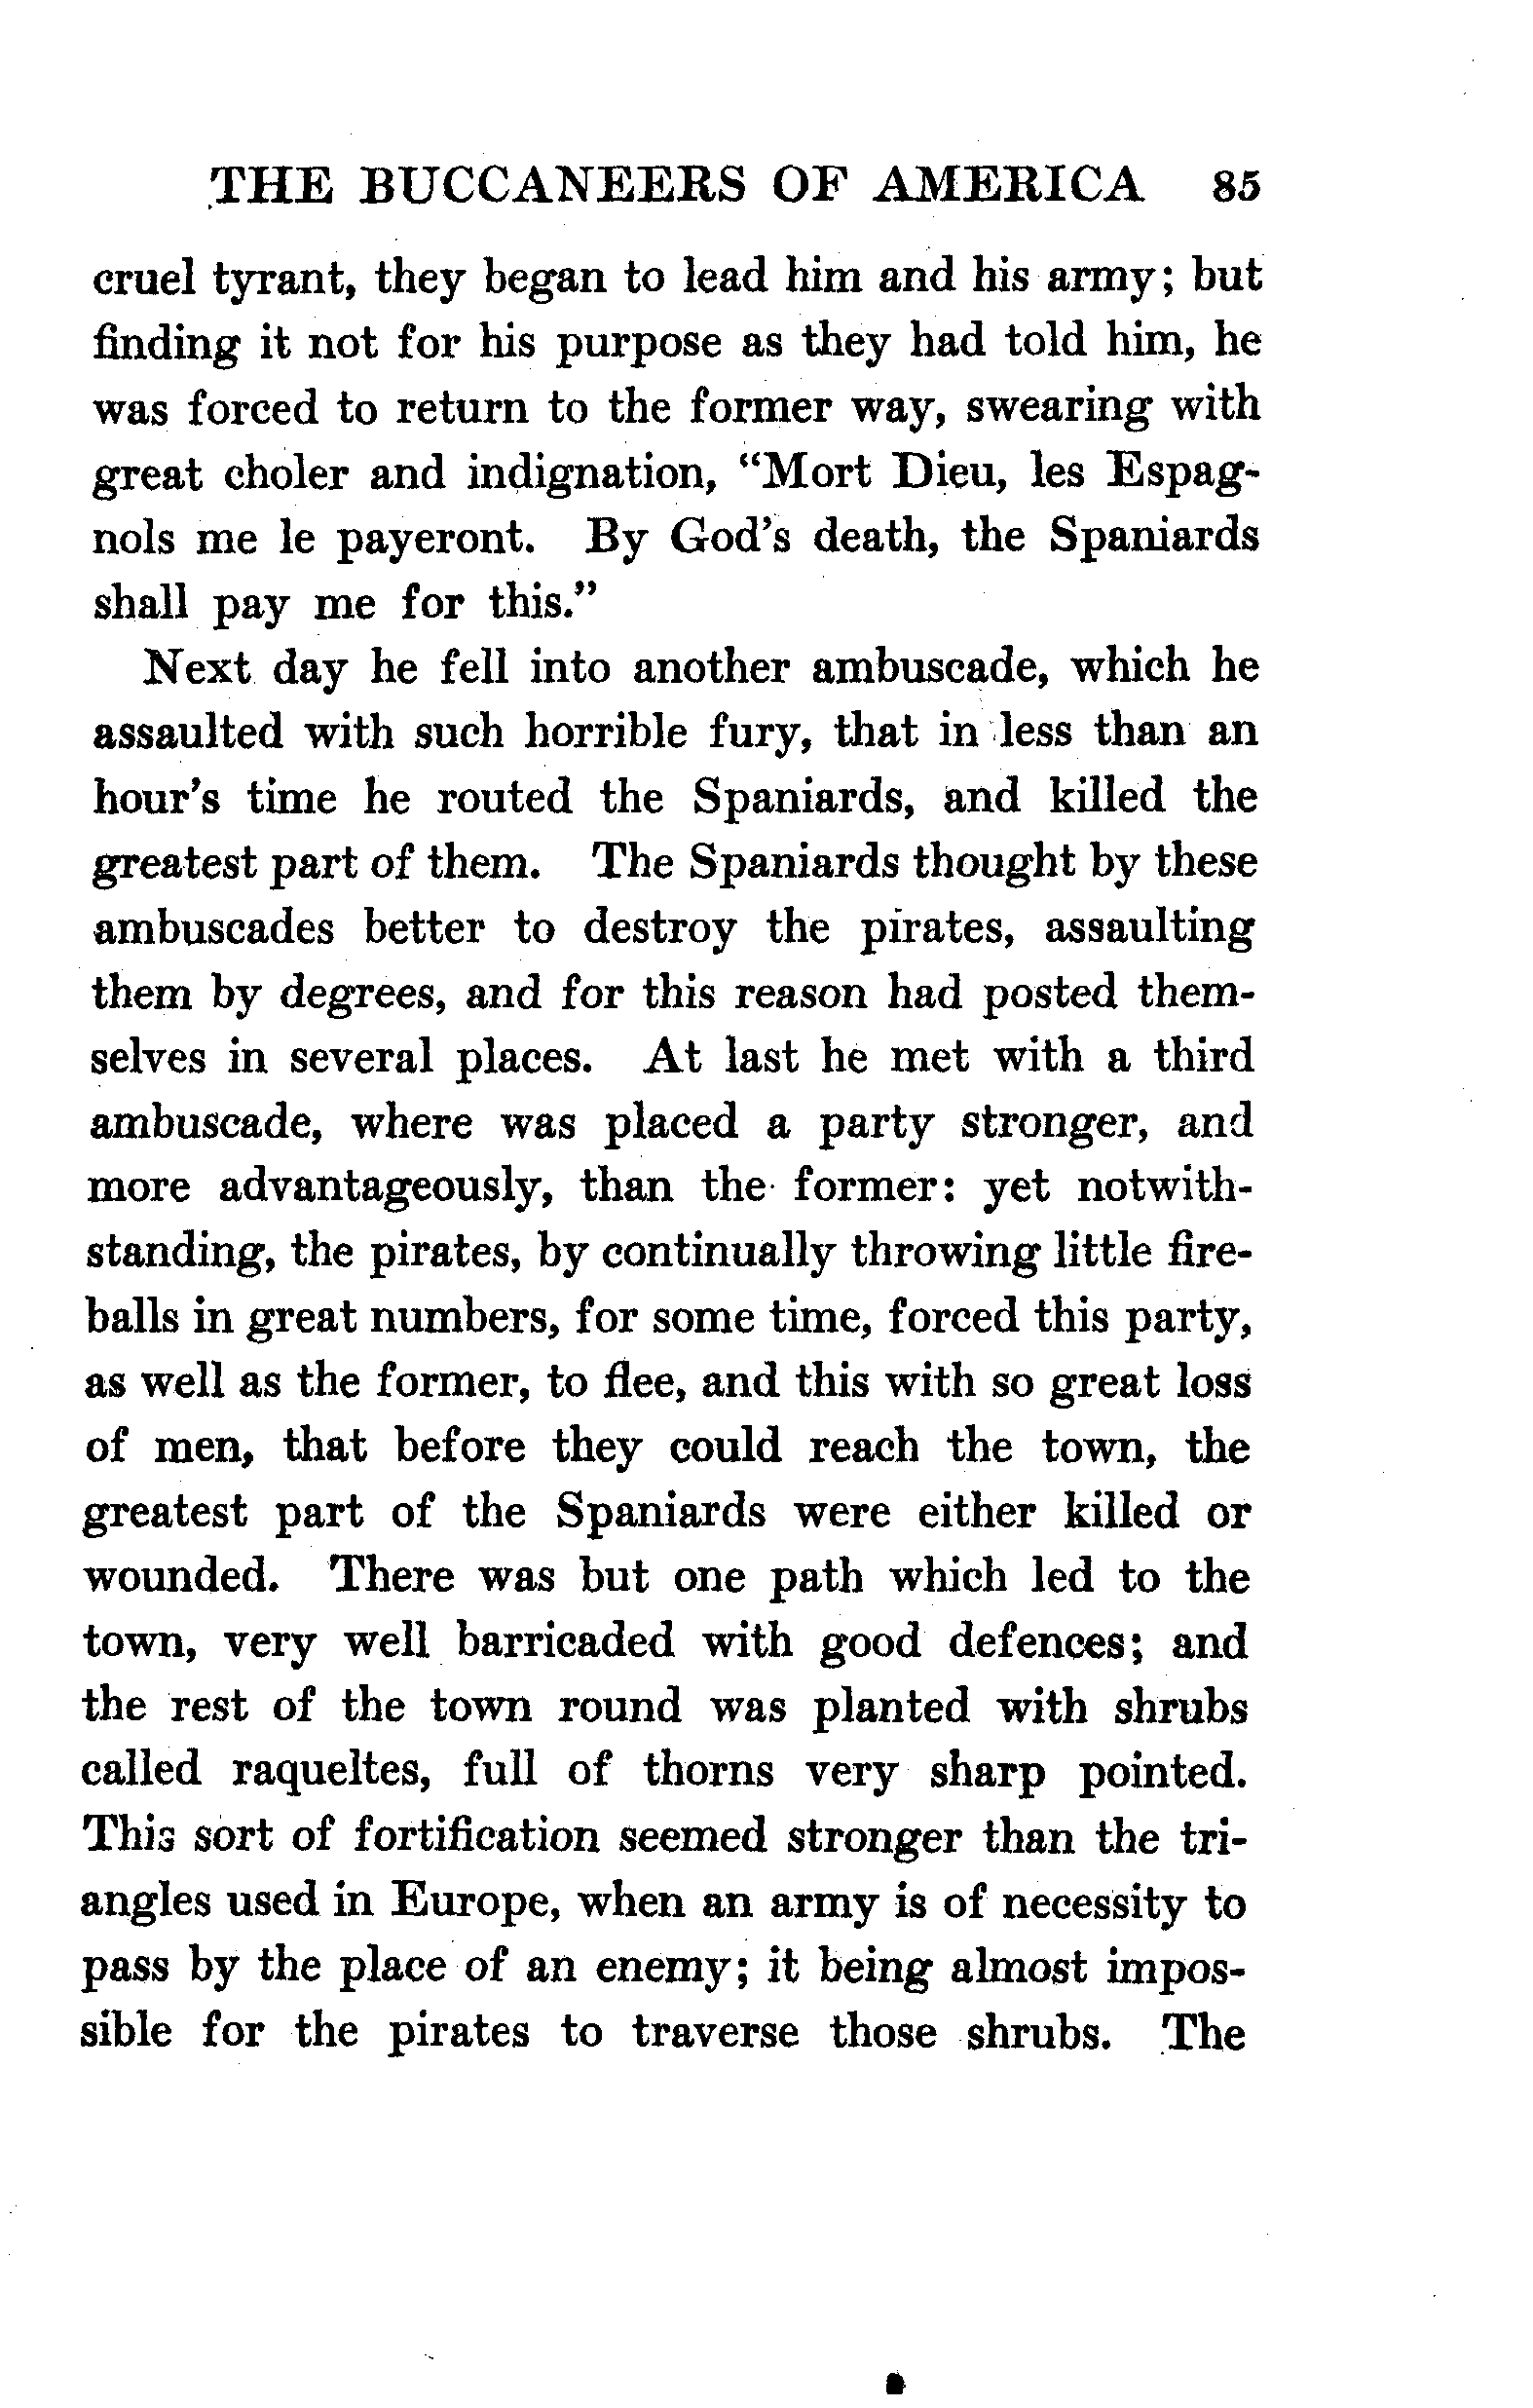 THE BUCCANEERS OF AMERICA 85
cruel tyrant, they began to lead him and his army; but
finding it not for his purpose as they had told him, he
was forced to return to the former way, swearing with
great choler and indignation, "Mort Dieu, les Espag-
nols me le payeront. By God's death, the Spaniards
shall pay me for this."
Next day he fell into another ambuscade, which he
assaulted with such horrible fury, that in less than an
hour's time he routed the Spaniards, and killed the
greatest part of them. The Spaniards thought by these
ambuscades better to destroy the pirates, assaulting
them by degrees, and for this reason had posted them-
selves in several places. At last he met with a third
ambuscade, where was placed a party stronger, and
more advantageously, than the former: yet notwith-
standing, the pirates, by continually throwing little fire-
balls in great numbers, for some time, forced this party,
as well as the former, to flee, and this with so great loss
of men, that before they could reach the town, the
greatest part of the Spaniards were either killed or
wounded. There was but one path which led to the
town, very well barricaded with good defences; and
the rest of the town round was planted with shrubs
called raqueltes, full of thorns very sharp pointed.
This sort of fortification seemed stronger than the tri-
angles used in Europe, when an army is of necessity to
pass by the place of an enemy; it being almost impos-
sible for the pirates to traverse those shrubs. The